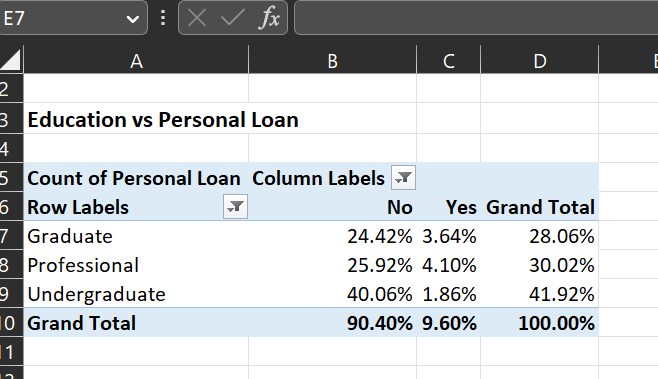 E7 fx
A B C D E
2
3 Education vs Personal Loan
4
5 Count of Personal Loan Column Labels
6 Row Labels No Yes Grand Total
7 Graduate 24.42% 3.64% 28.06%
8 Professional 25.92% 4.10% 30.02%
9 Undergraduate 40.06% 1.86% 41.92%
10 Grand Total 90.40% 9.60% 100.00%
11